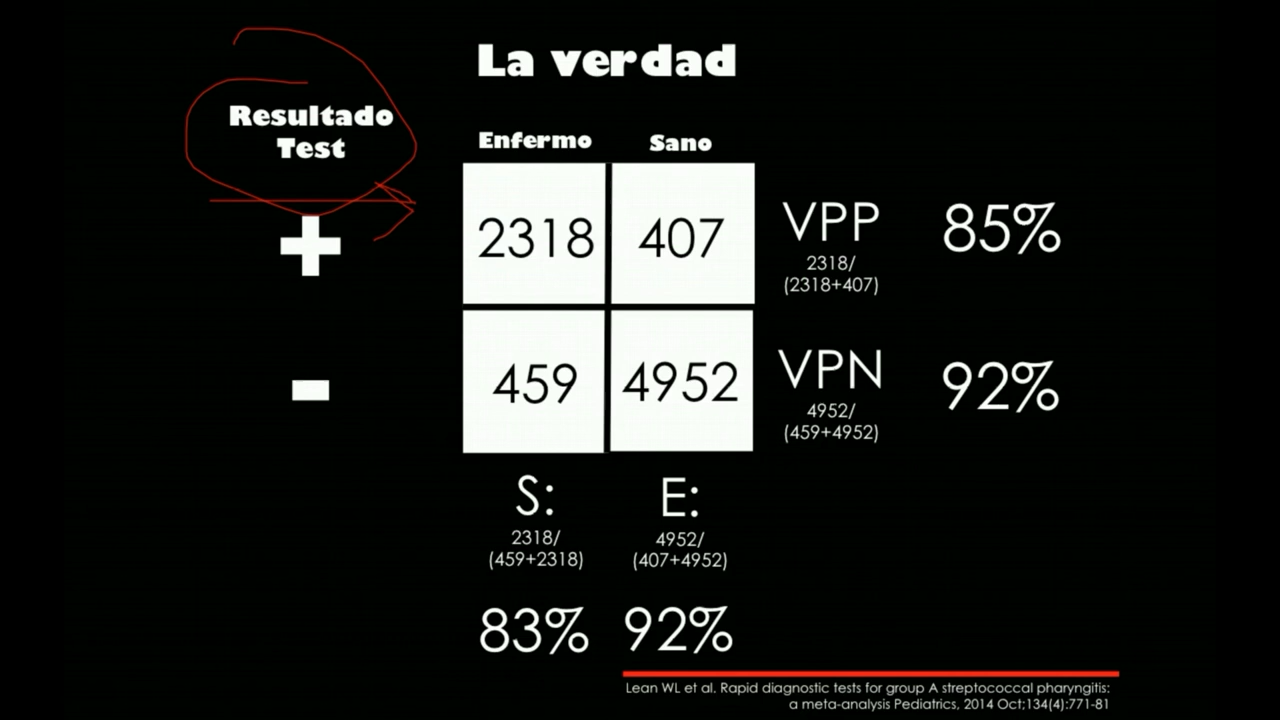 La verdad
Resultado
Test
Enfermo
Sano
+
2318
407
VPP
2318/
(2318+407)
85%
-
459
4952
VPN
4952/
(459+4952)
92%
S:
2318/
(459+2318)
83%
E:
4952/
(407+4952)
92%
Lean WL et al. Rapid diagnostic tests for group A streptococcal pharyngitis:
a meta-analysis Pediatrics, 2014 Oct;134(4):771-81